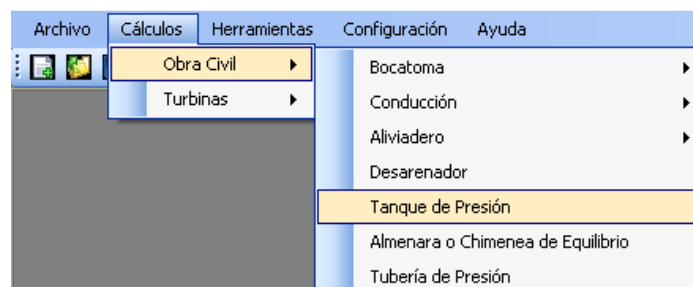 Archivo Cálculos Herramientas Configuración Ayuda
Obra Civil
Turbinas
Bocatoma
Conducción
Aliviadero
Desarenador
Tanque de Presión
Almenara o Chimenea de Equilibrio
Tubería de Presión